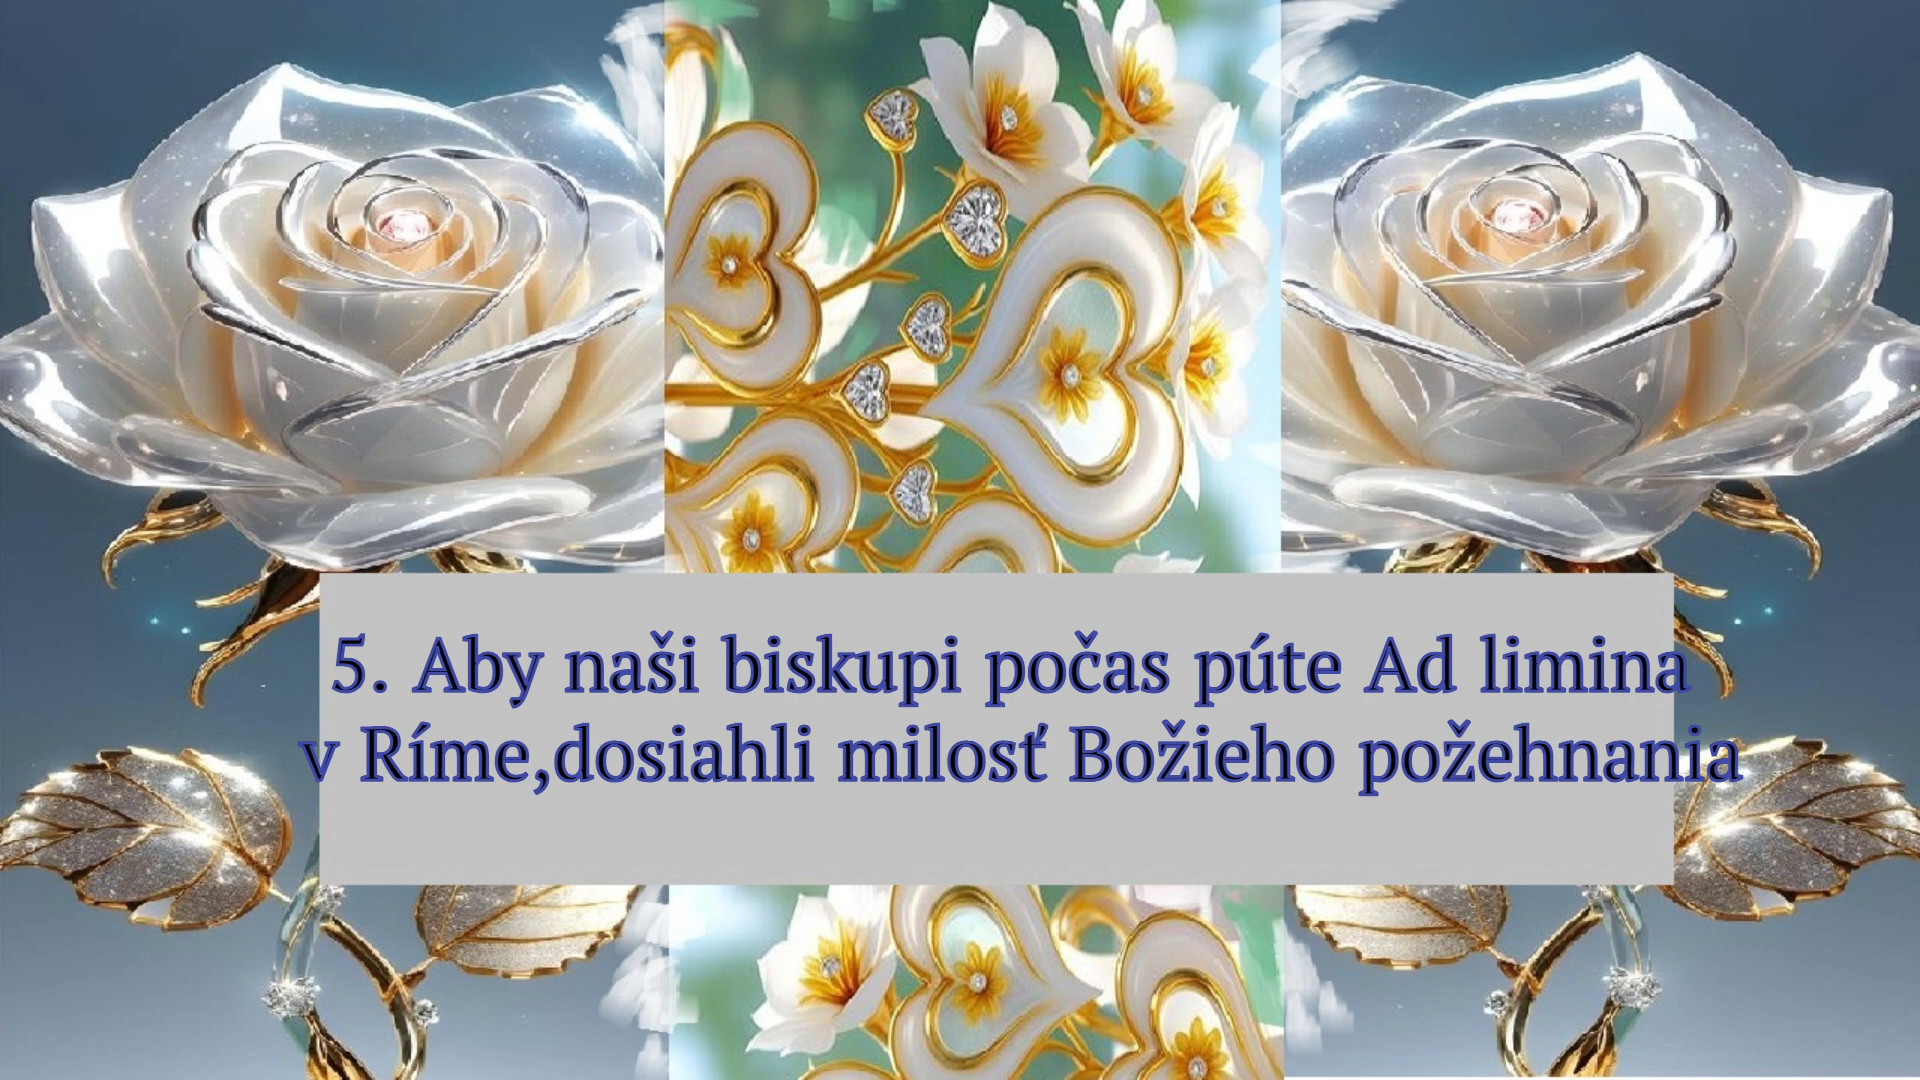 5. Aby naši biskupi počas púte Ad limina
v Ríme,dosiahli milosť Božieho požehnania